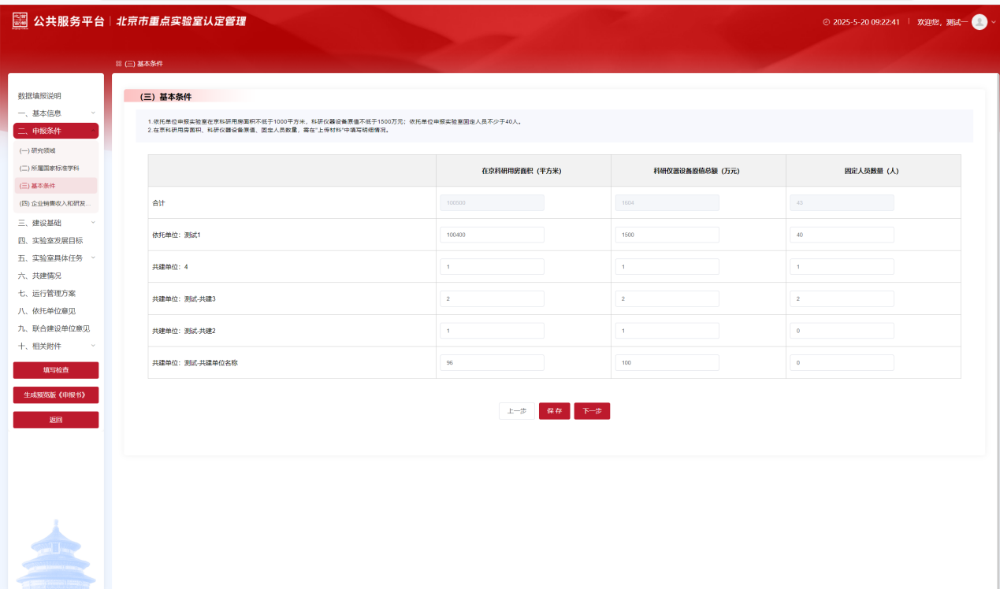 公共服务平台 北京市重点实验室认定管理
2025-5-20 09:22:41 欢迎您，测试一
(三) 基本条件
数据填报说明
一、基本信息
二、申报条件
(一) 研究领域
(二) 所属国家标准学科
(三) 基本条件
(四) 企业销售收入和研发...
三、建设基础
四、实验室发展目标
五、实验室具体任务
六、共建情况
七、运行管理方案
八、依托单位意见
九、联合建设单位意见
十、相关附件
填写检查
生成预览版《申报书》
返回
（三）基本条件
1.依托单位申报实验室在京科研用房面积不低于1000平方米，科研仪器设备原值不低于1500万元；依托单位申报实验室固定人员不少于40人。
2.在京科研用房面积、科研仪器设备原值、固定人员数量，需在“上传材料”中填写明细情况。
在京科研用房面积（平方米） 科研仪器设备原值总额（万元） 固定人员数量（人）
合计 100500 1604 43
依托单位：测试1 100400 1500 40
共建单位：4 1 1 1
共建单位：测试-共建3 2 2 2
共建单位：测试-共建2 1 1 0
共建单位：测试-共建单位名称 96 100 0
上一步 保存 下一步